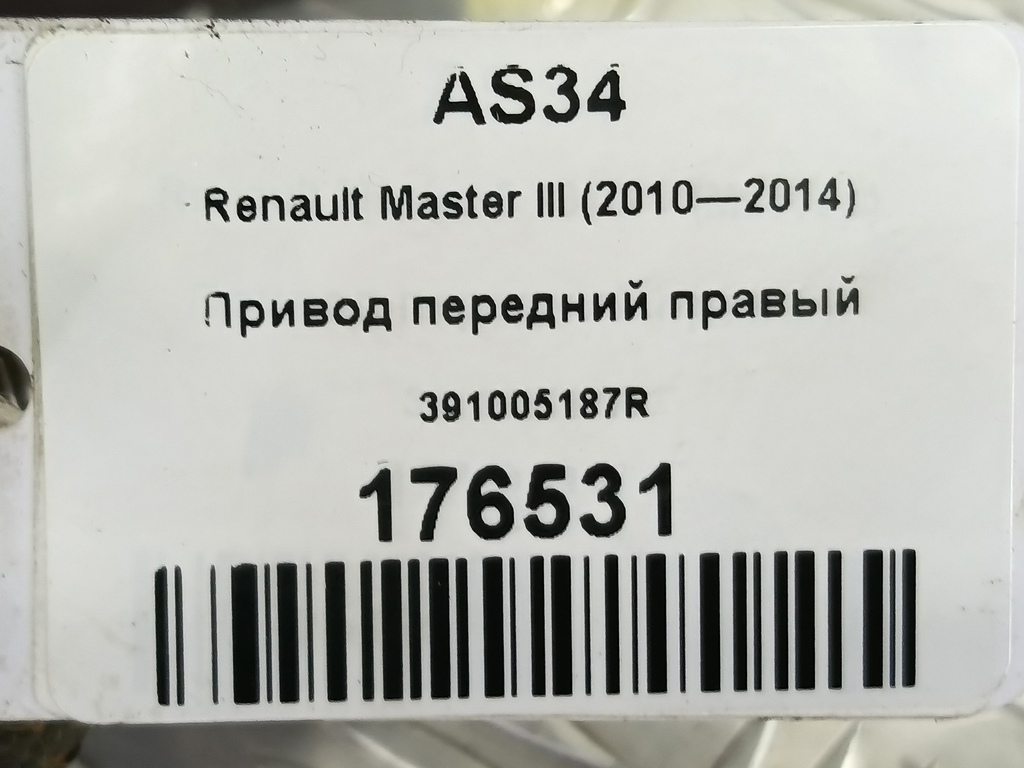 AS34
Renault Master III (2010—2014)
Привод передний правый
391005187R
176531